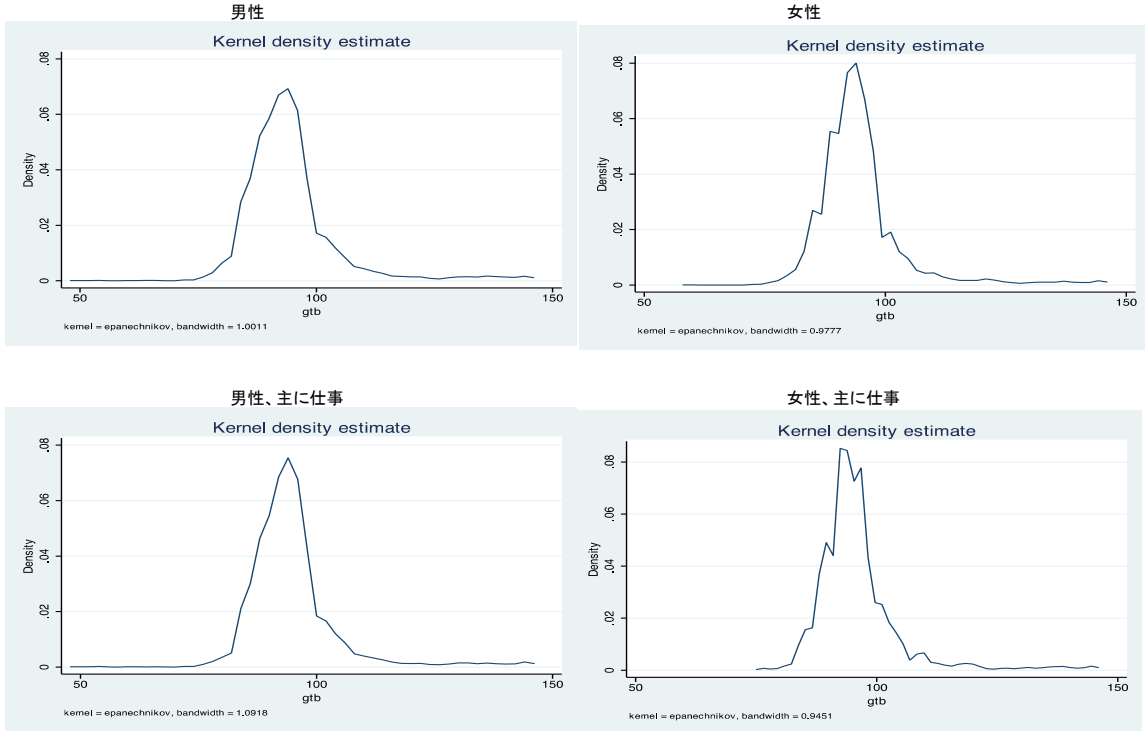 男性
Kernel density estimate
.08
.06
.04
.02
0
Density
50
100
150
gtb
kernel = epanechnikov, bandwidth = 1.0011
女性
Kernel density estimate
.08
.06
.04
.02
0
Density
50
100
150
gtb
kernel = epanechnikov, bandwidth = 0.9777
男性、主に仕事
Kernel density estimate
.08
.06
.04
.02
0
Density
50
100
150
gtb
kernel = epanechnikov, bandwidth = 1.0918
女性、主に仕事
Kernel density estimate
.08
.06
.04
.02
0
Density
50
100
150
gtb
kernel = epanechnikov, bandwidth = 0.9451